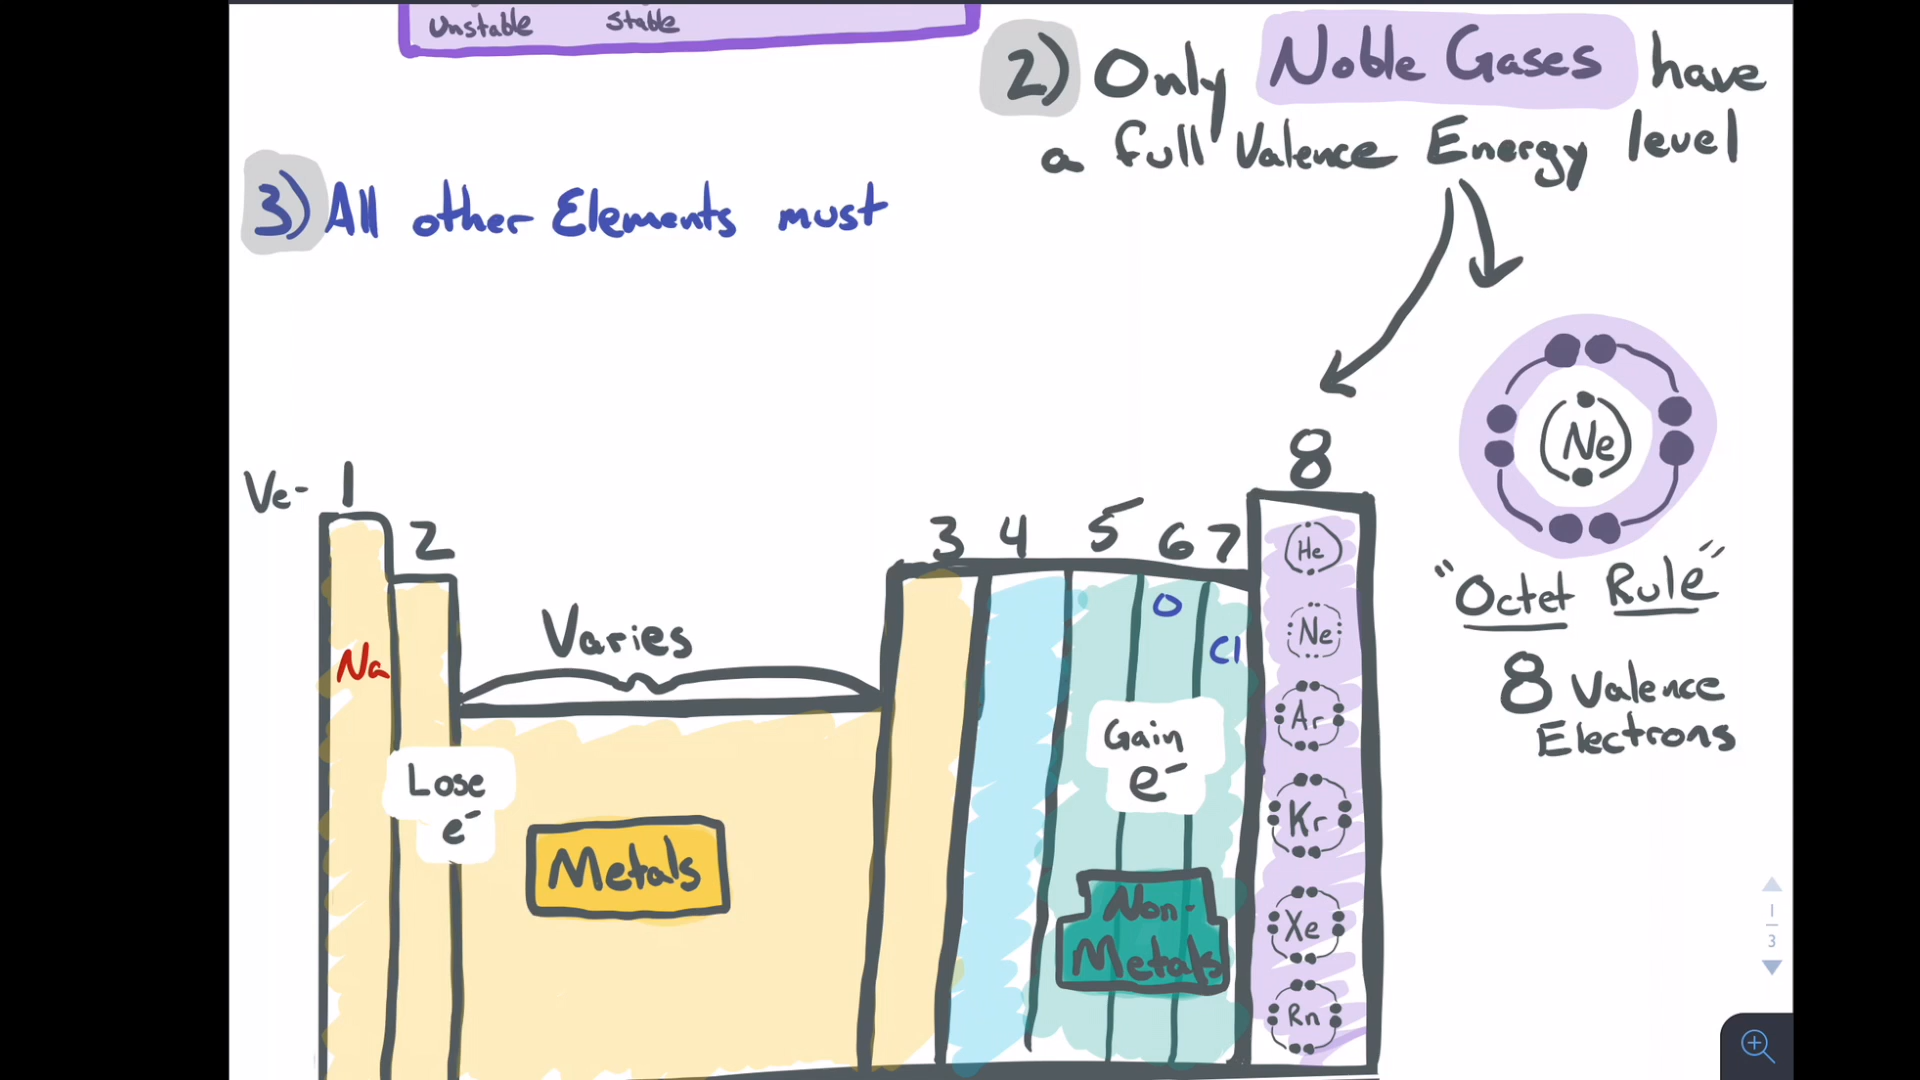 Unstable Stable
2) Only Noble Gases have
a full Valence Energy level
3) All other Elements must
Ne
"Octet Rule"
8 Valence
Electrons
Ve- 1 2 3 4 5 6 7 8
Varies
Na
O
Cl
Lose
e-
Metals
Gain
e-
Non-
Metals
He
Ne
Ar
Kr
Xe
Rn
1
3